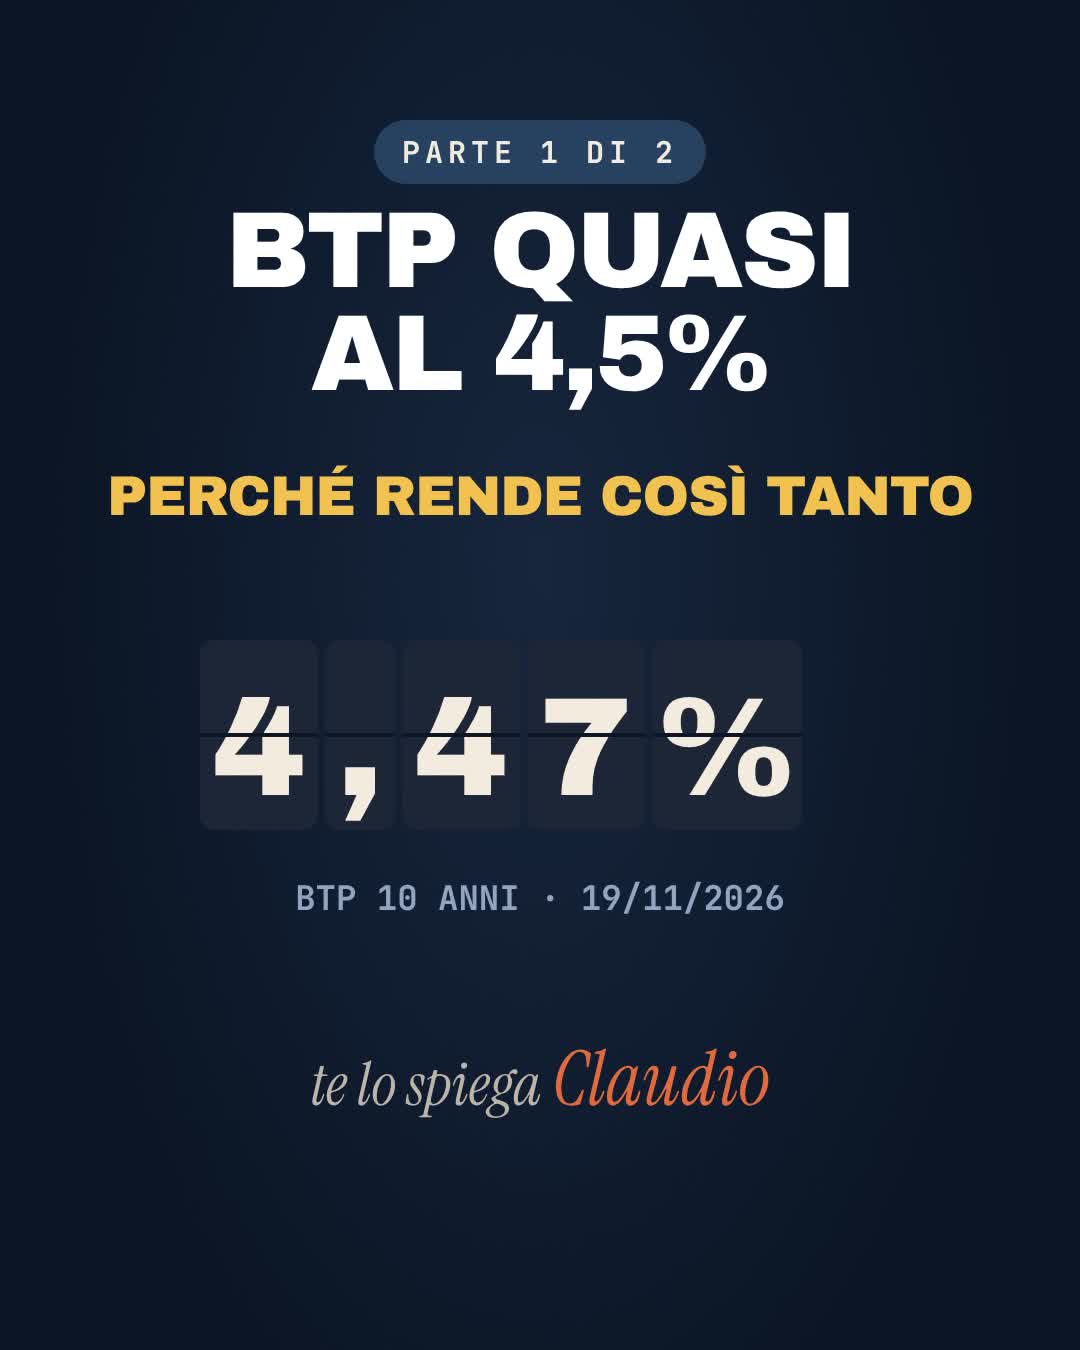 PARTE 1 DI 2
BTP QUASI
AL 4,5%
PERCHÉ RENDE COSÌ TANTO
4,47%
BTP 10 ANNI · 19/11/2026
te lo spiega Claudio